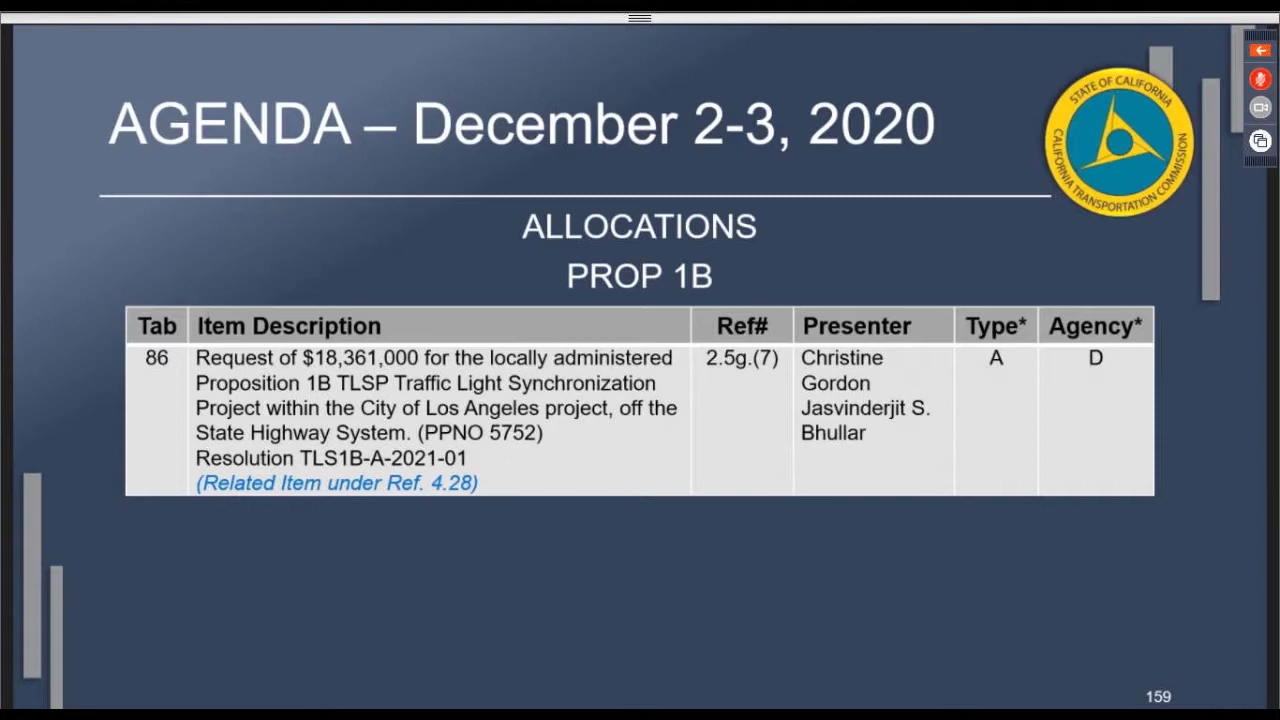 AGENDA – December 2-3, 2020
STATE OF CALIFORNIA
CALIFORNIA TRANSPORTATION COMMISSION
ALLOCATIONS
PROP 1B
Tab Item Description Ref# Presenter Type* Agency*
86 Request of $18,361,000 for the locally administered 2.5g.(7) Christine A D
Proposition 1B TLSP Traffic Light Synchronization Gordon
Project within the City of Los Angeles project, off the Jasvinderjit S.
State Highway System. (PPNO 5752) Bhullar
Resolution TLS1B-A-2021-01
(Related Item under Ref. 4.28)
159